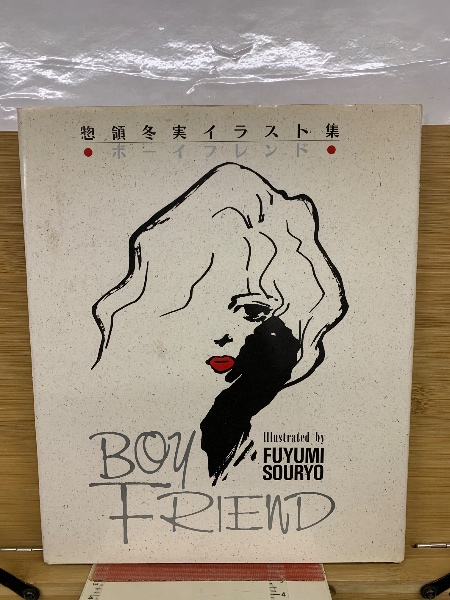 惣領冬実イラスト集
●ボーイフレンド●
BOY
FRIEND
Illustrated by
FUYUMI
SOURYO
4